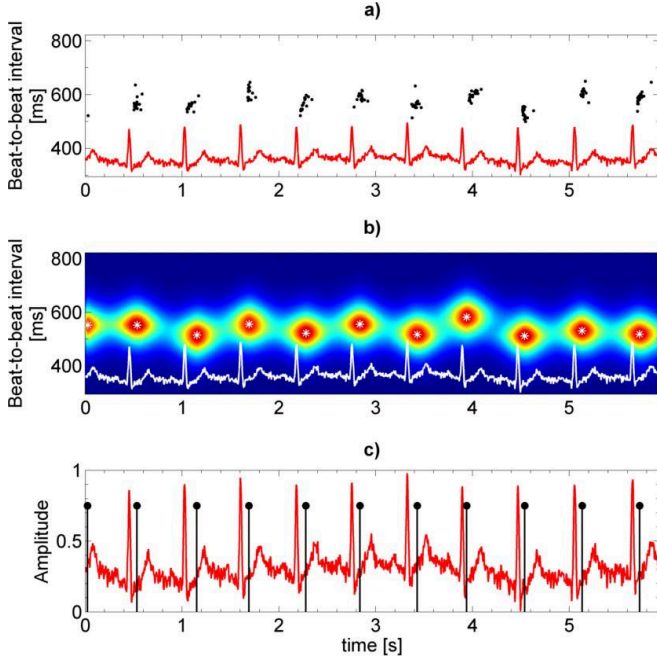 a)
Beat-to-beat interval
[ms]
800
600
400
0 1 2 3 4 5
b)
Beat-to-beat interval
[ms]
800
600
400
0 1 2 3 4 5
c)
Amplitude
1
0.5
0
0 1 2 3 4 5
time [s]